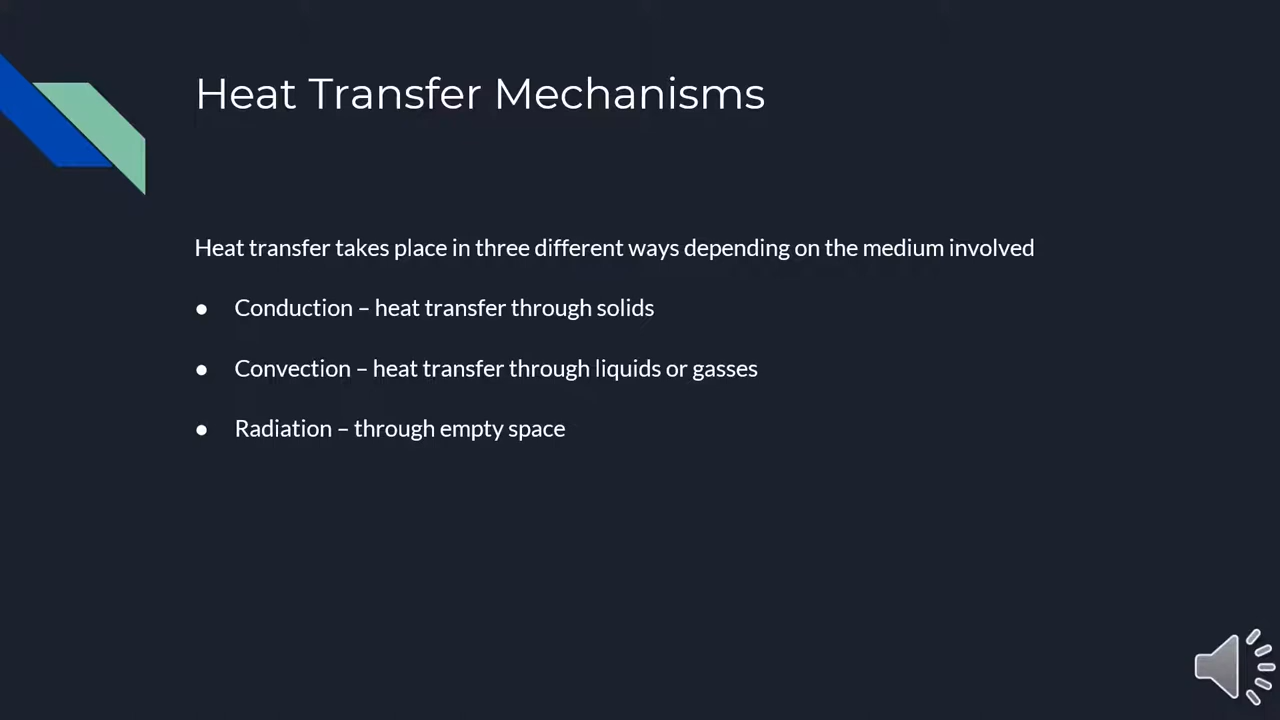 Heat Transfer Mechanisms
Heat transfer takes place in three different ways depending on the medium involved
● Conduction – heat transfer through solids
● Convection – heat transfer through liquids or gasses
● Radiation – through empty space